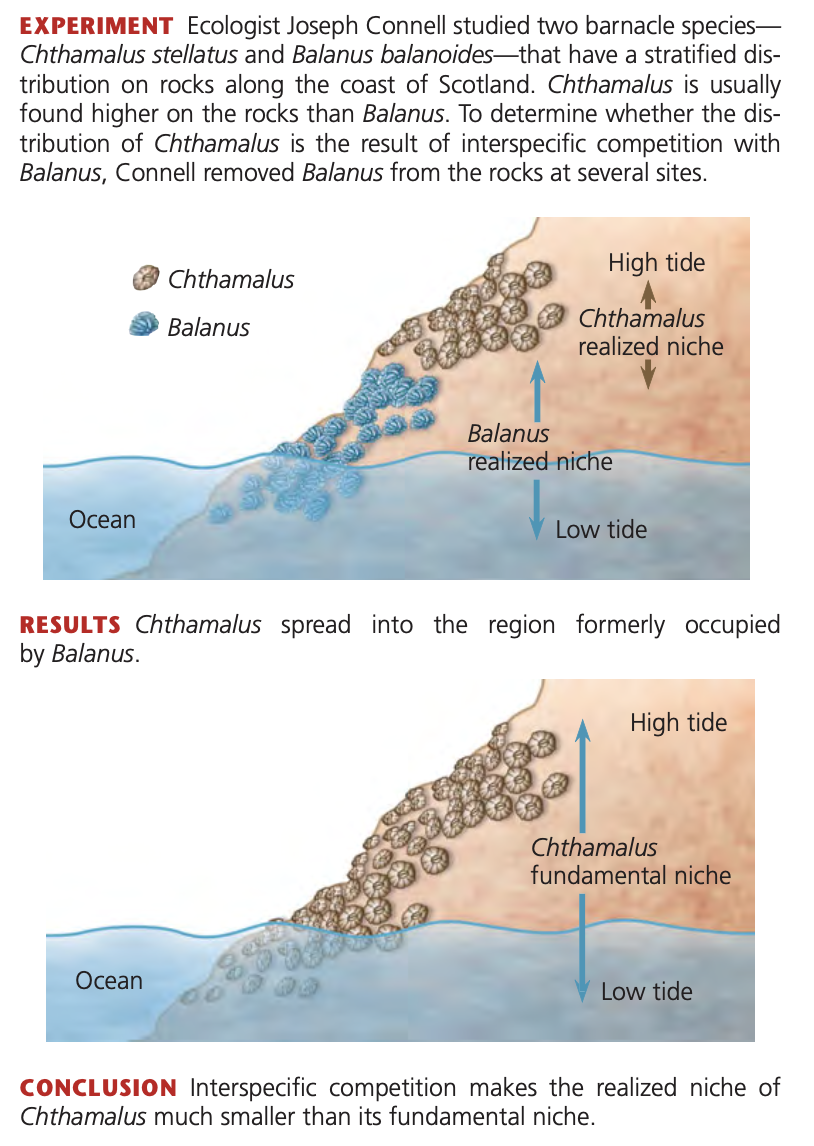 EXPERIMENT Ecologist Joseph Connell studied two barnacle species—
Chthamalus stellatus and Balanus balanoides—that have a stratified dis-
tribution on rocks along the coast of Scotland. Chthamalus is usually
found higher on the rocks than Balanus. To determine whether the dis-
tribution of Chthamalus is the result of interspecific competition with
Balanus, Connell removed Balanus from the rocks at several sites.
Chthamalus
Balanus
High tide
Chthamalus
realized niche
Balanus
realized niche
Ocean
Low tide
RESULTS Chthamalus spread into the region formerly occupied
by Balanus.
High tide
Chthamalus
fundamental niche
Ocean
Low tide
CONCLUSION Interspecific competition makes the realized niche of
Chthamalus much smaller than its fundamental niche.